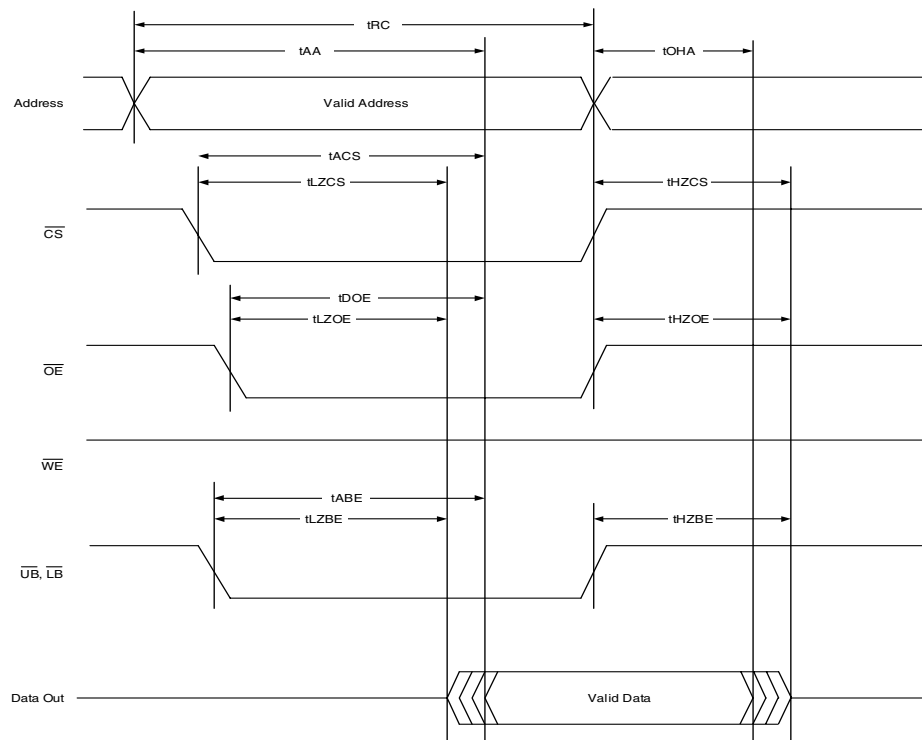 tRC
tAA
tOHA
Address
Valid Address
tACS
tLZCS
tHZCS
CS
tDOE
tLZOE
tHZOE
OE
WE
tABE
tLZBE
tHZBE
UB, LB
Data Out
Valid Data